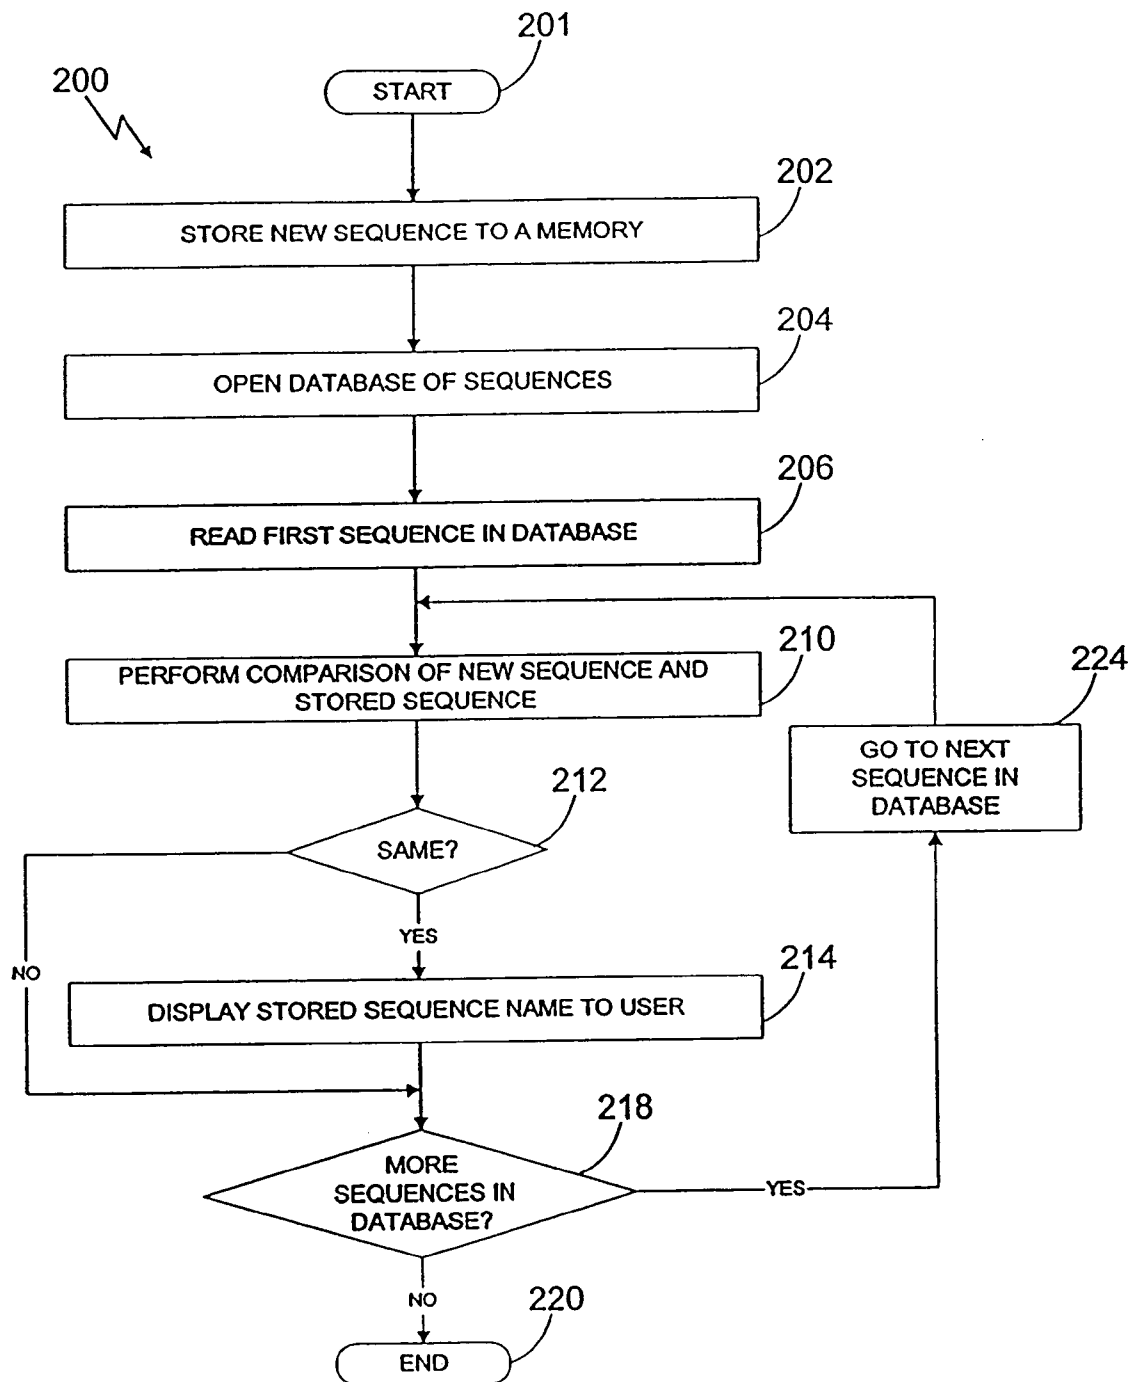 201
200
START
202
STORE NEW SEQUENCE TO A MEMORY
204
OPEN DATABASE OF SEQUENCES
206
READ FIRST SEQUENCE IN DATABASE
210
PERFORM COMPARISON OF NEW SEQUENCE AND
STORED SEQUENCE
224
GO TO NEXT
SEQUENCE IN
DATABASE
212
SAME?
YES
NO
214
DISPLAY STORED SEQUENCE NAME TO USER
218
MORE
SEQUENCES IN
DATABASE?
YES
NO
220
END